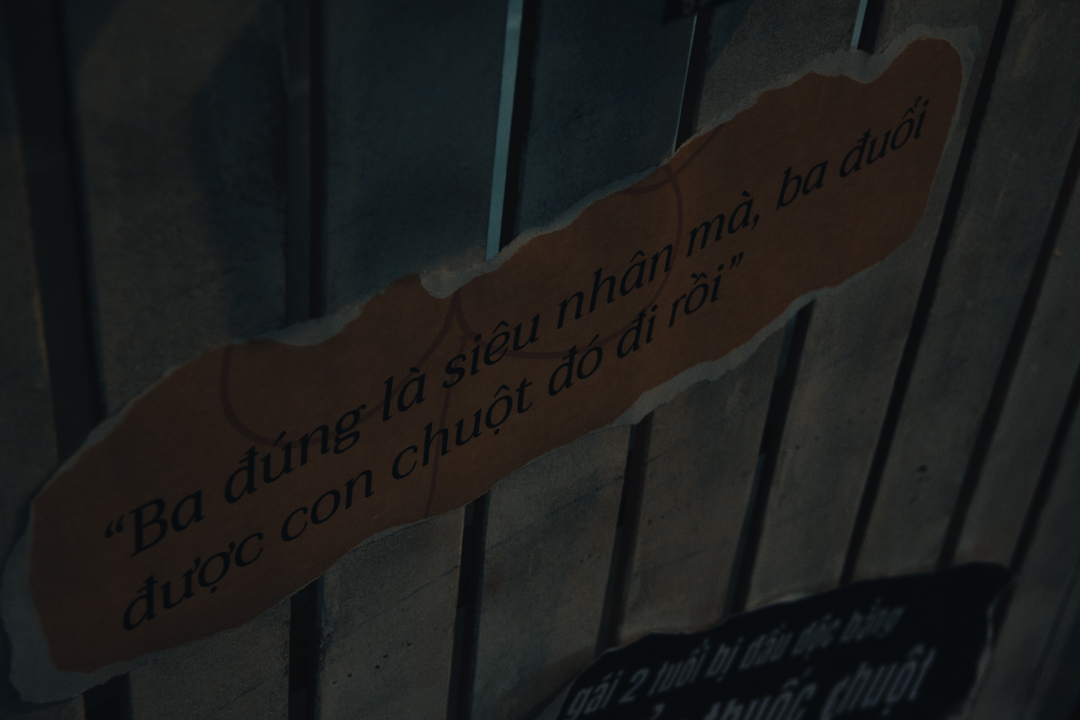 “Ba đúng là siêu nhân mà, ba đuổi
được con chuột đó đi rồi”
gái 2 tuổi bị đầu độc bằng
thuốc chuột